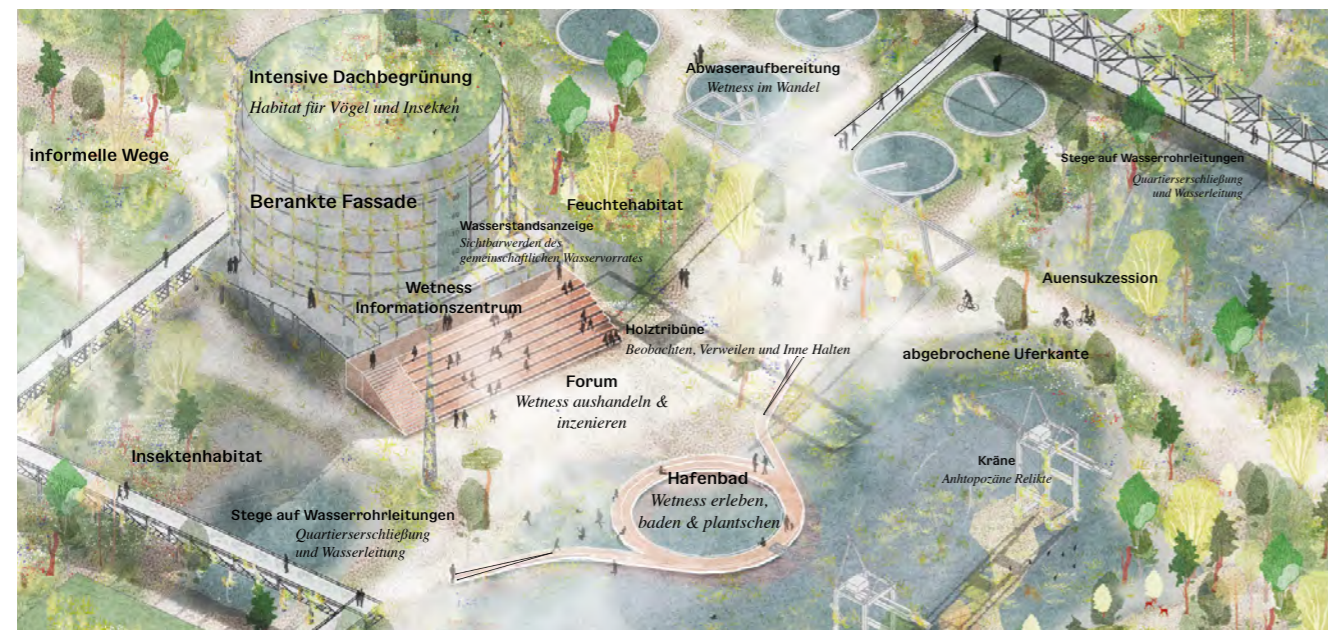 Intensive Dachbegrünung
Habitat für Vögel und Insekten
Abwaseraufbereitung
Wetness im Wandel
informelle Wege
Stege auf Wasserrohrleitungen
Quartierserschließung
und Wasserleitung
Berankte Fassade
Feuchtehabitat
Wasserstandsanzeige
Sichtbarwerden des
gemeinschaftlichen Wasservorrates
Wetness
Informationszentrum
Auensukzession
Holztribüne
Beobachten, Verweilen und Inne Halten
abgebrochene Uferkante
Forum
Wetness aushandeln &
inzenieren
Insektenhabitat
Kräne
Anhtopozäne Relikte
Hafenbad
Wetness erleben,
baden & plantschen
Stege auf Wasserrohrleitungen
Quartierserschließung
und Wasserleitung